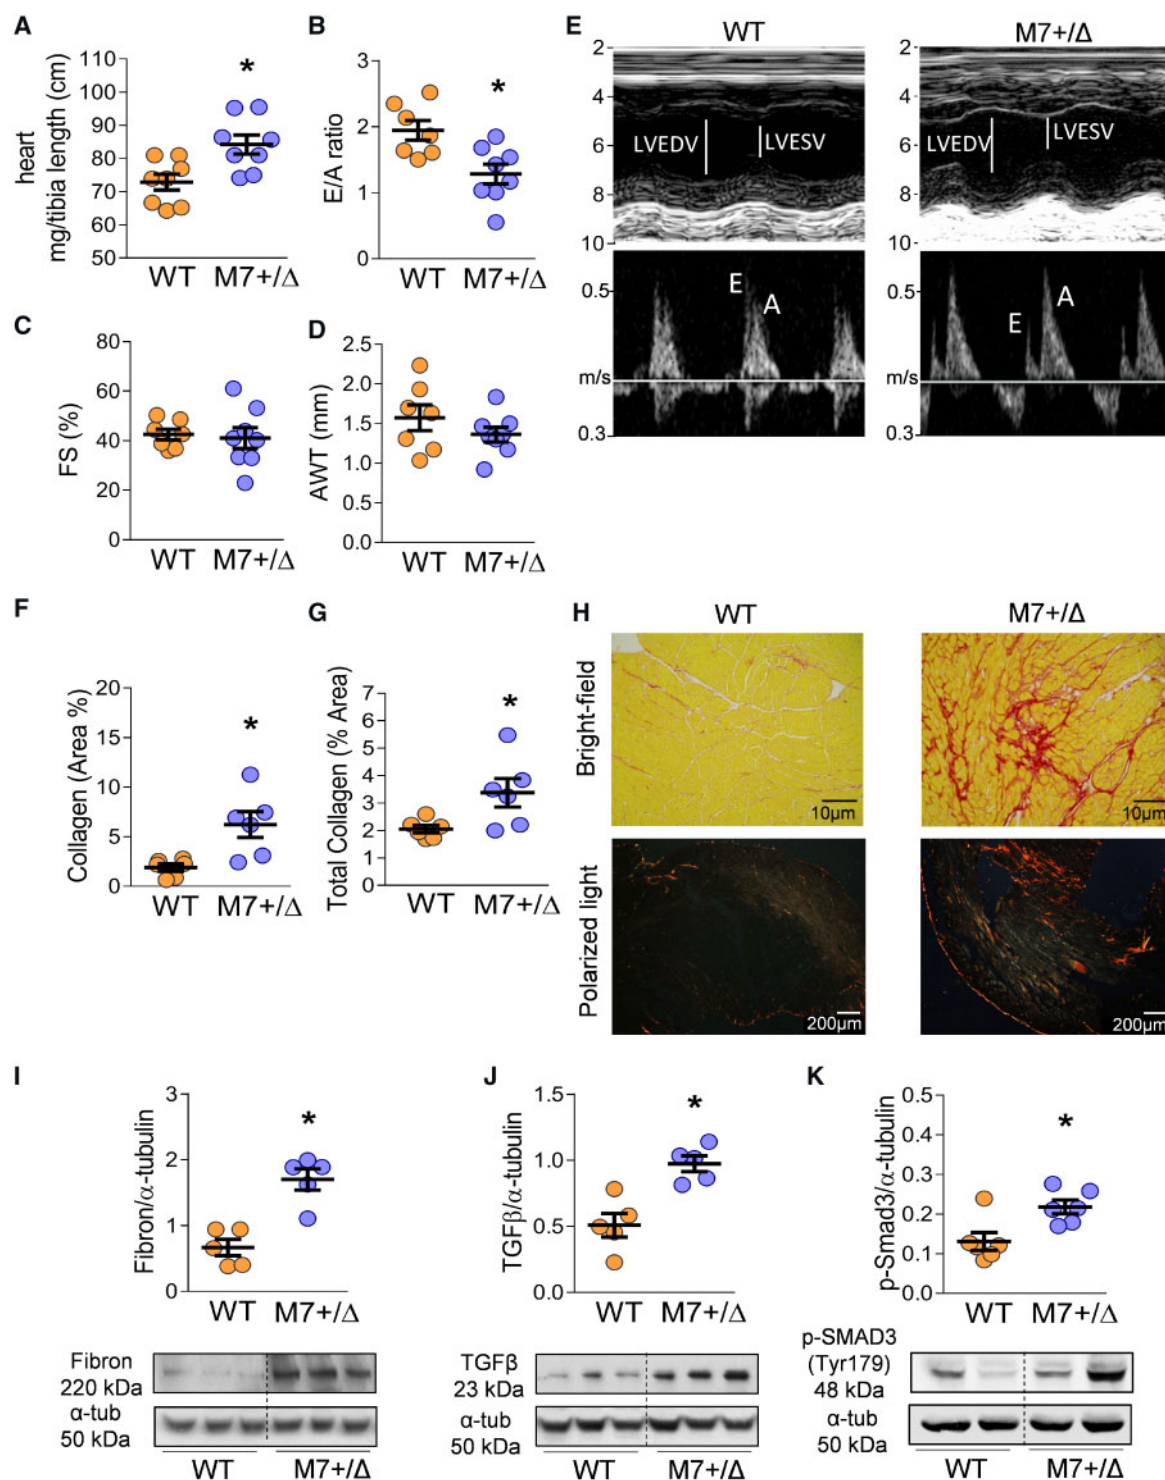 A
heart
mg/tibia length (cm)
110
100
90
80
70
60
50
*
WT
M7+/Δ
B
E/A ratio
3
2
1
0
*
WT
M7+/Δ
C
FS (%)
80
60
40
20
0
WT
M7+/Δ
D
AWT (mm)
2.5
2.0
1.5
1.0
0.5
0.0
WT
M7+/Δ
E
WT
M7+/Δ
2
4
6
8
10
LVEDV
LVESV
LVEDV
LVESV
0.5
m/s
0.3
E
A
0.5
m/s
0.3
E
A
F
Collagen (Area %)
20
15
10
5
0
*
WT
M7+/Δ
G
Total Collagen (% Area)
7
6
5
4
3
2
1
0
*
WT
M7+/Δ
H
WT
M7+/Δ
Bright-field
10µm
10µm
Polarized light
200µm
200µm
I
Fibron/α-tubulin
3
2
1
0
*
WT
M7+/Δ
Fibron
220 kDa
α-tub
50 kDa
WT
M7+/Δ
J
TGFβ/α-tubulin
1.5
1.0
0.5
0.0
*
WT
M7+/Δ
TGFβ
23 kDa
α-tub
50 kDa
WT
M7+/Δ
K
p-Smad3/α-tubulin
0.5
0.4
0.3
0.2
0.1
0.0
*
WT
M7+/Δ
p-SMAD3
(Tyr179)
48 kDa
α-tub
50 kDa
WT
M7+/Δ